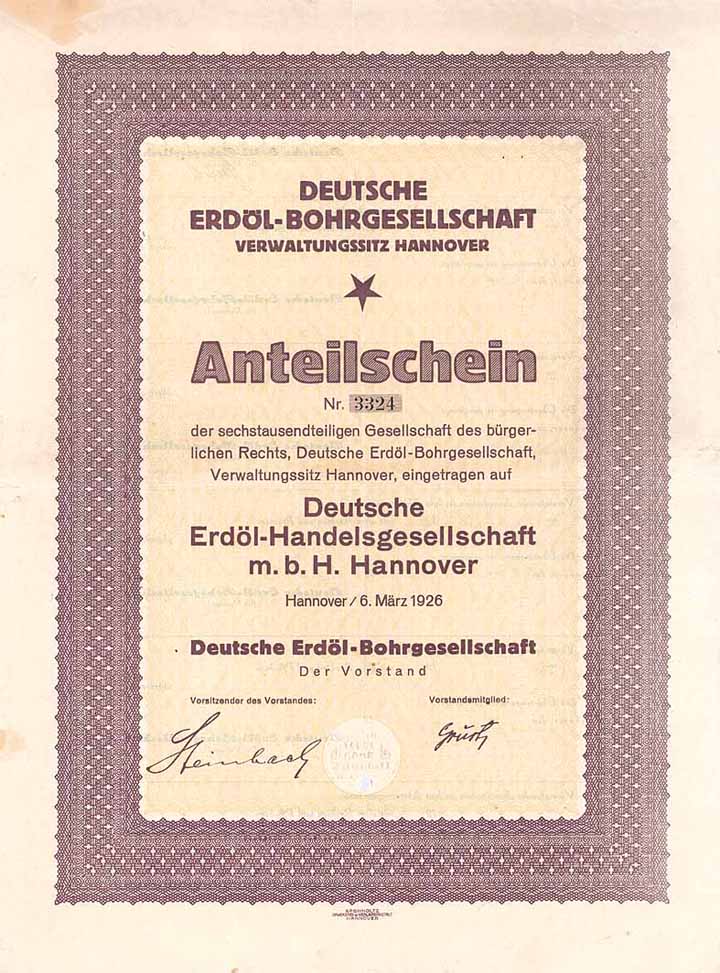 DEUTSCHE
ERDÖL-BOHRGESELLSCHAFT
VERWALTUNGSSITZ HANNOVER
Anteilschein
Nr. 3324
der sechstausendteiligen Gesellschaft des bürger-
lichen Rechts, Deutsche Erdöl-Bohrgesellschaft,
Verwaltungssitz Hannover, eingetragen auf
Deutsche
Erdöl-Handelsgesellschaft
m. b. H. Hannover
Hannover / 6. März 1926
Deutsche Erdöl-Bohrgesellschaft
Der Vorstand
Vorsitzender des Vorstandes: Vorstandsmitglied:
Steinbach
HANNOVER